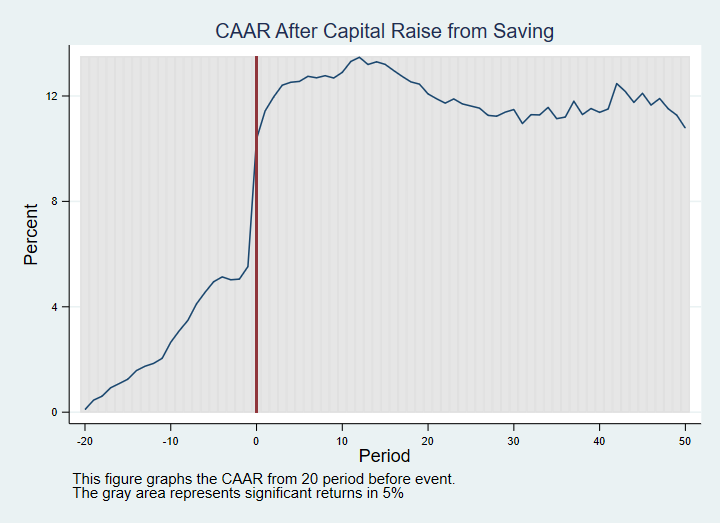 CAAR After Capital Raise from Saving
Percent
12
8
4
0
-20 -10 0 10 20 30 40 50
Period
This figure graphs the CAAR from 20 period before event.
The gray area represents significant returns in 5%